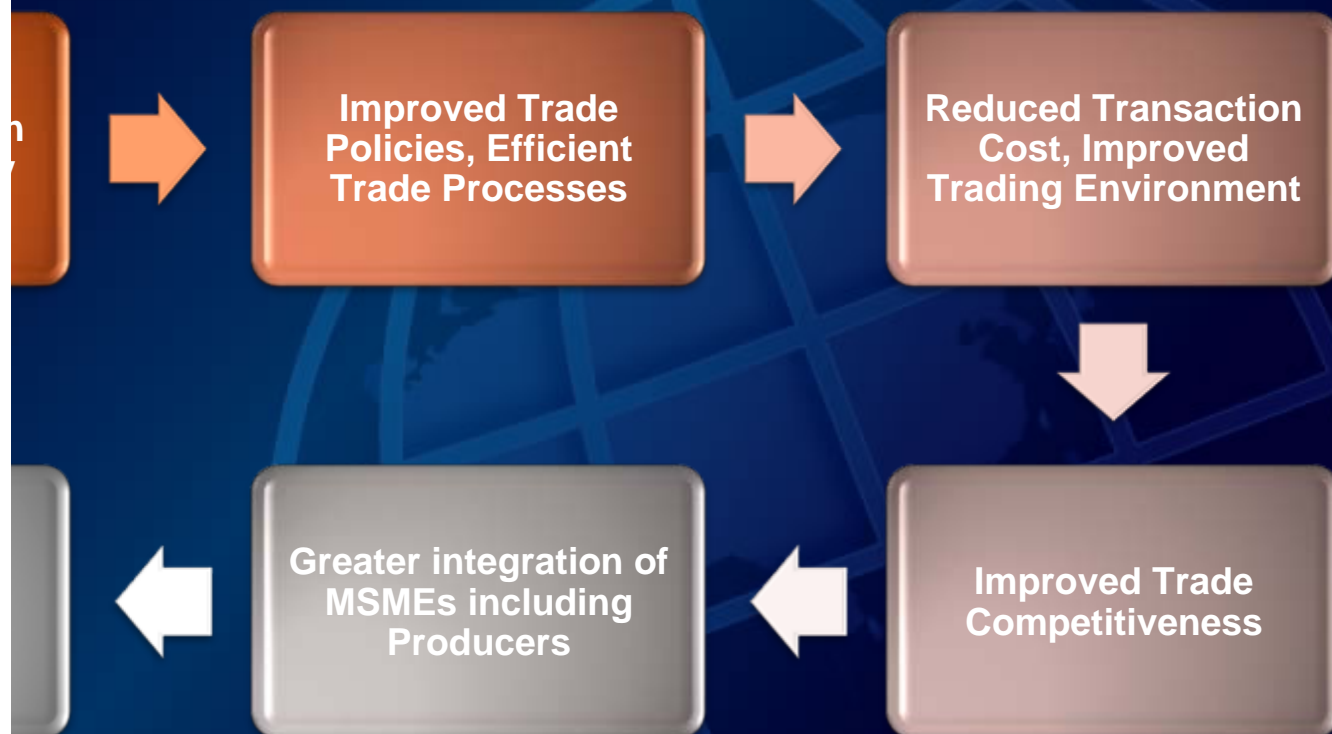 Improved Trade
Policies, Efficient
Trade Processes
Reduced Transaction
Cost, Improved
Trading Environment
Greater integration of
MSMEs including
Producers
Improved Trade
Competitiveness